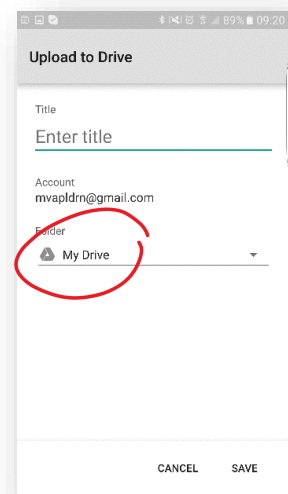 89% 09:20
Upload to Drive
Title
Enter title
Account
mvapldrn@gmail.com
Folder
My Drive
CANCEL SAVE